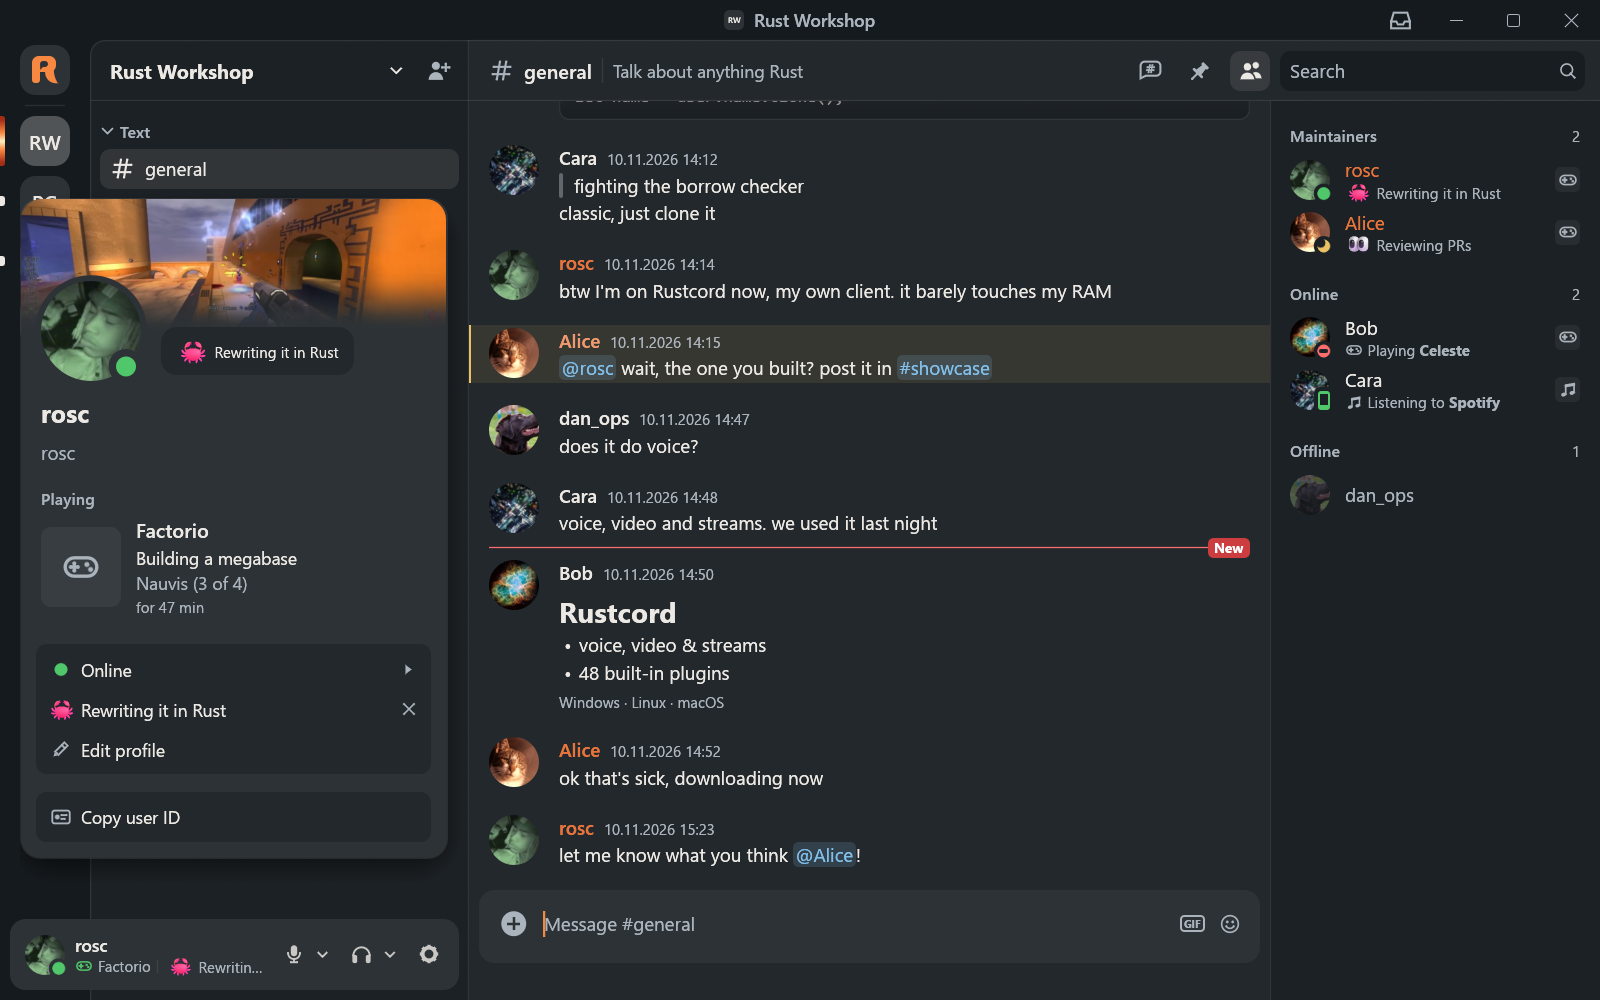 RW Rust Workshop
Rust Workshop
# general
Talk about anything Rust
Search
RW
Text
# general
Rewriting it in Rust
rosc
rosc
Playing
Factorio
Building a megabase
Nauvis (3 of 4)
for 47 min
Online
Rewriting it in Rust
Edit profile
Copy user ID
rosc
Factorio
Rewritin...
Cara 10.11.2026 14:12
fighting the borrow checker
classic, just clone it
rosc 10.11.2026 14:14
btw I'm on Rustcord now, my own client. it barely touches my RAM
Alice 10.11.2026 14:15
@rosc wait, the one you built? post it in #showcase
dan_ops 10.11.2026 14:47
does it do voice?
Cara 10.11.2026 14:48
voice, video and streams. we used it last night
New
Bob 10.11.2026 14:50
Rustcord
• voice, video & streams
• 48 built-in plugins
Windows · Linux · macOS
Alice 10.11.2026 14:52
ok that's sick, downloading now
rosc 10.11.2026 15:23
let me know what you think @Alice!
Message #general
GIF
Maintainers 2
rosc
Rewriting it in Rust
Alice
Reviewing PRs
Online 2
Bob
Playing Celeste
Cara
Listening to Spotify
Offline 1
dan_ops